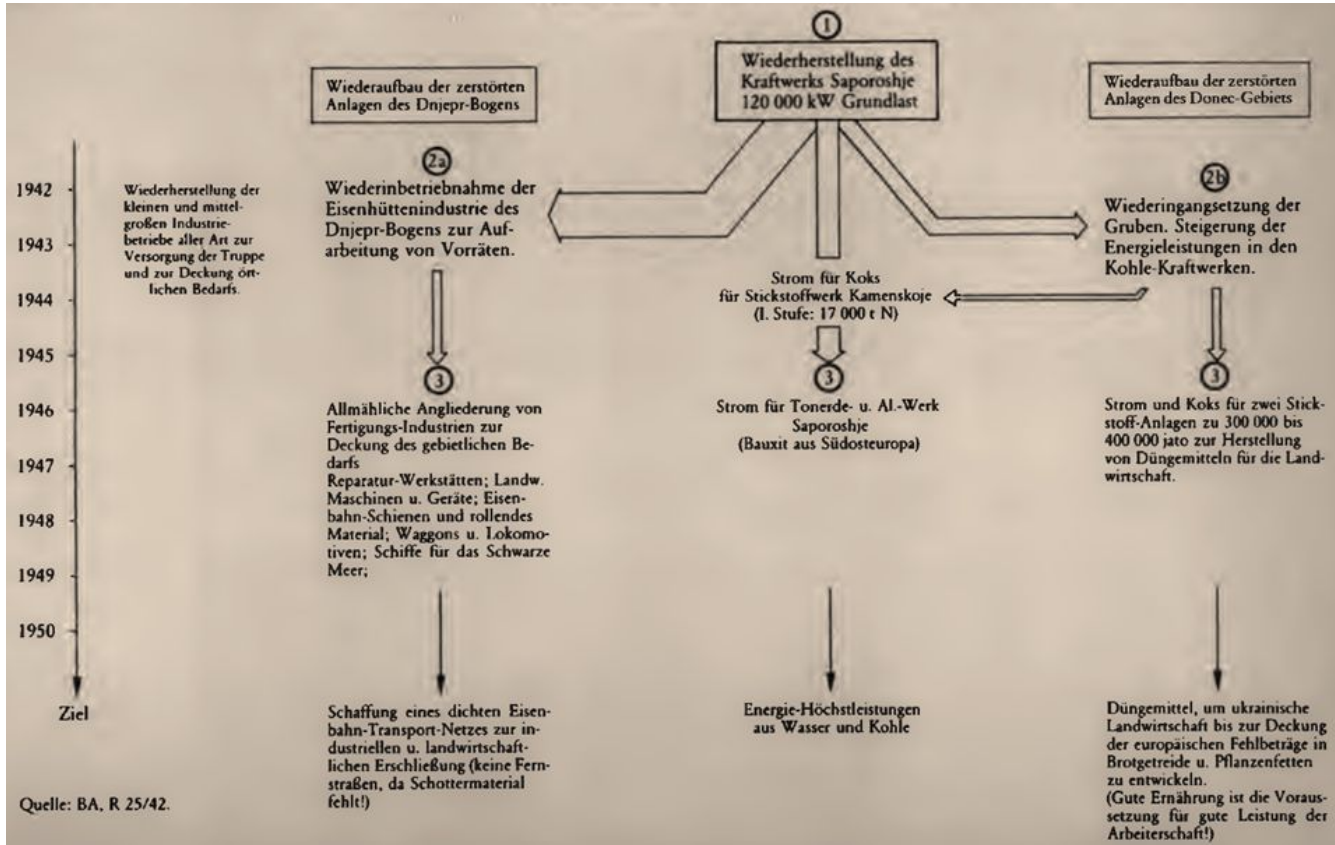 1
Wiederherstellung des
Kraftwerks Saporoshje
120 000 kW Grundlast
Wiederaufbau der zerstörten
Anlagen des Dnjepr-Bogens
Wiederaufbau der zerstörten
Anlagen des Donec-Gebiets
1942
1943
1944
1945
1946
1947
1948
1949
1950
Ziel
Wiederherstellung der
kleinen und mittel-
großen Industrie-
betriebe aller Art zur
Versorgung der Truppe
und zur Deckung ört-
lichen Bedarfs.
2a
Wiederinbetriebnahme der
Eisenhüttenindustrie des
Dnjepr-Bogens zur Auf-
arbeitung von Vorräten.
3
Allmähliche Angliederung von
Fertigungs-Industrien zur
Deckung des gebietlichen Be-
darfs
Reparatur-Werkstätten; Landw.
Maschinen u. Geräte; Eisen-
bahn-Schienen und rollendes
Material; Waggons u. Lokomo-
tiven; Schiffe für das Schwarze
Meer;
Schaffung eines dichten Eisen-
bahn-Transport-Netzes zur in-
dustriellen u. landwirtschaft-
lichen Erschließung (keine Fern-
straßen, da Schottermaterial
fehlt!)
Strom für Koks
für Stickstoffwerk Kamenskoje
(I. Stufe: 17 000 t N)
3
Strom für Tonerde- u. Al.-Werk
Saporoshje
(Bauxit aus Südosteuropa)
Energie-Höchstleistungen
aus Wasser und Kohle
2b
Wiederingangsetzung der
Gruben. Steigerung der
Energieleistungen in den
Kohle-Kraftwerken.
3
Strom und Koks für zwei Stick-
stoff-Anlagen zu 300 000 bis
400 000 jato zur Herstellung
von Düngemitteln für die Land-
wirtschaft.
Düngemittel, um ukrainische
Landwirtschaft bis zur Deckung
der europäischen Fehlbeträge in
Brotgetreide u. Pflanzenfetten
zu entwickeln.
(Gute Ernährung ist die Voraus-
setzung für gute Leistung der
Arbeiterschaft!)
Quelle: BA, R 25/42.